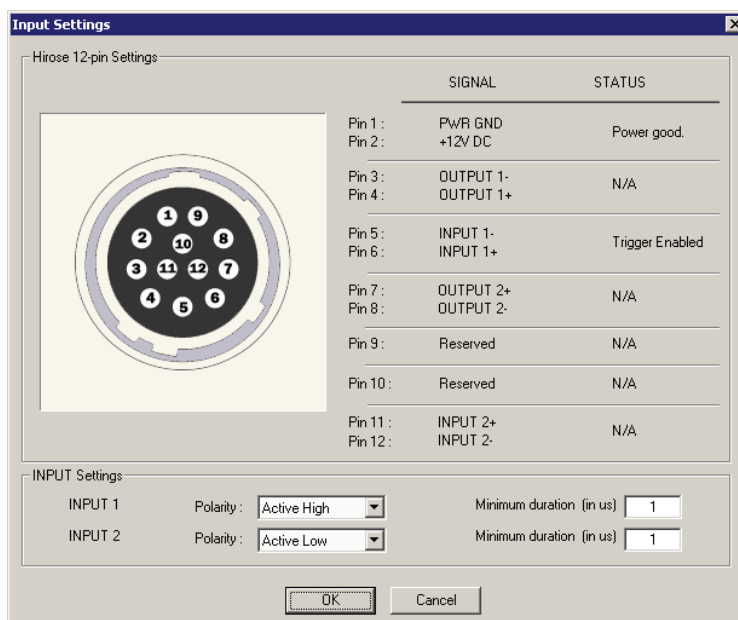 Input Settings
Hirose 12-pin Settings
SIGNAL STATUS
Pin 1 : PWR GND
Pin 2 : +12V DC
Power good.
Pin 3 : OUTPUT 1-
Pin 4 : OUTPUT 1+
N/A
Pin 5 : INPUT 1-
Pin 6 : INPUT 1+
Trigger Enabled
Pin 7 : OUTPUT 2+
Pin 8 : OUTPUT 2-
N/A
Pin 9 : Reserved N/A
Pin 10 : Reserved N/A
Pin 11 : INPUT 2+
Pin 12 : INPUT 2-
N/A
1 9
2 10 8
3 11 12 7
4 5 6
INPUT Settings
INPUT 1 Polarity : Active High Minimum duration (in us) 1
INPUT 2 Polarity : Active Low Minimum duration (in us) 1
OK Cancel